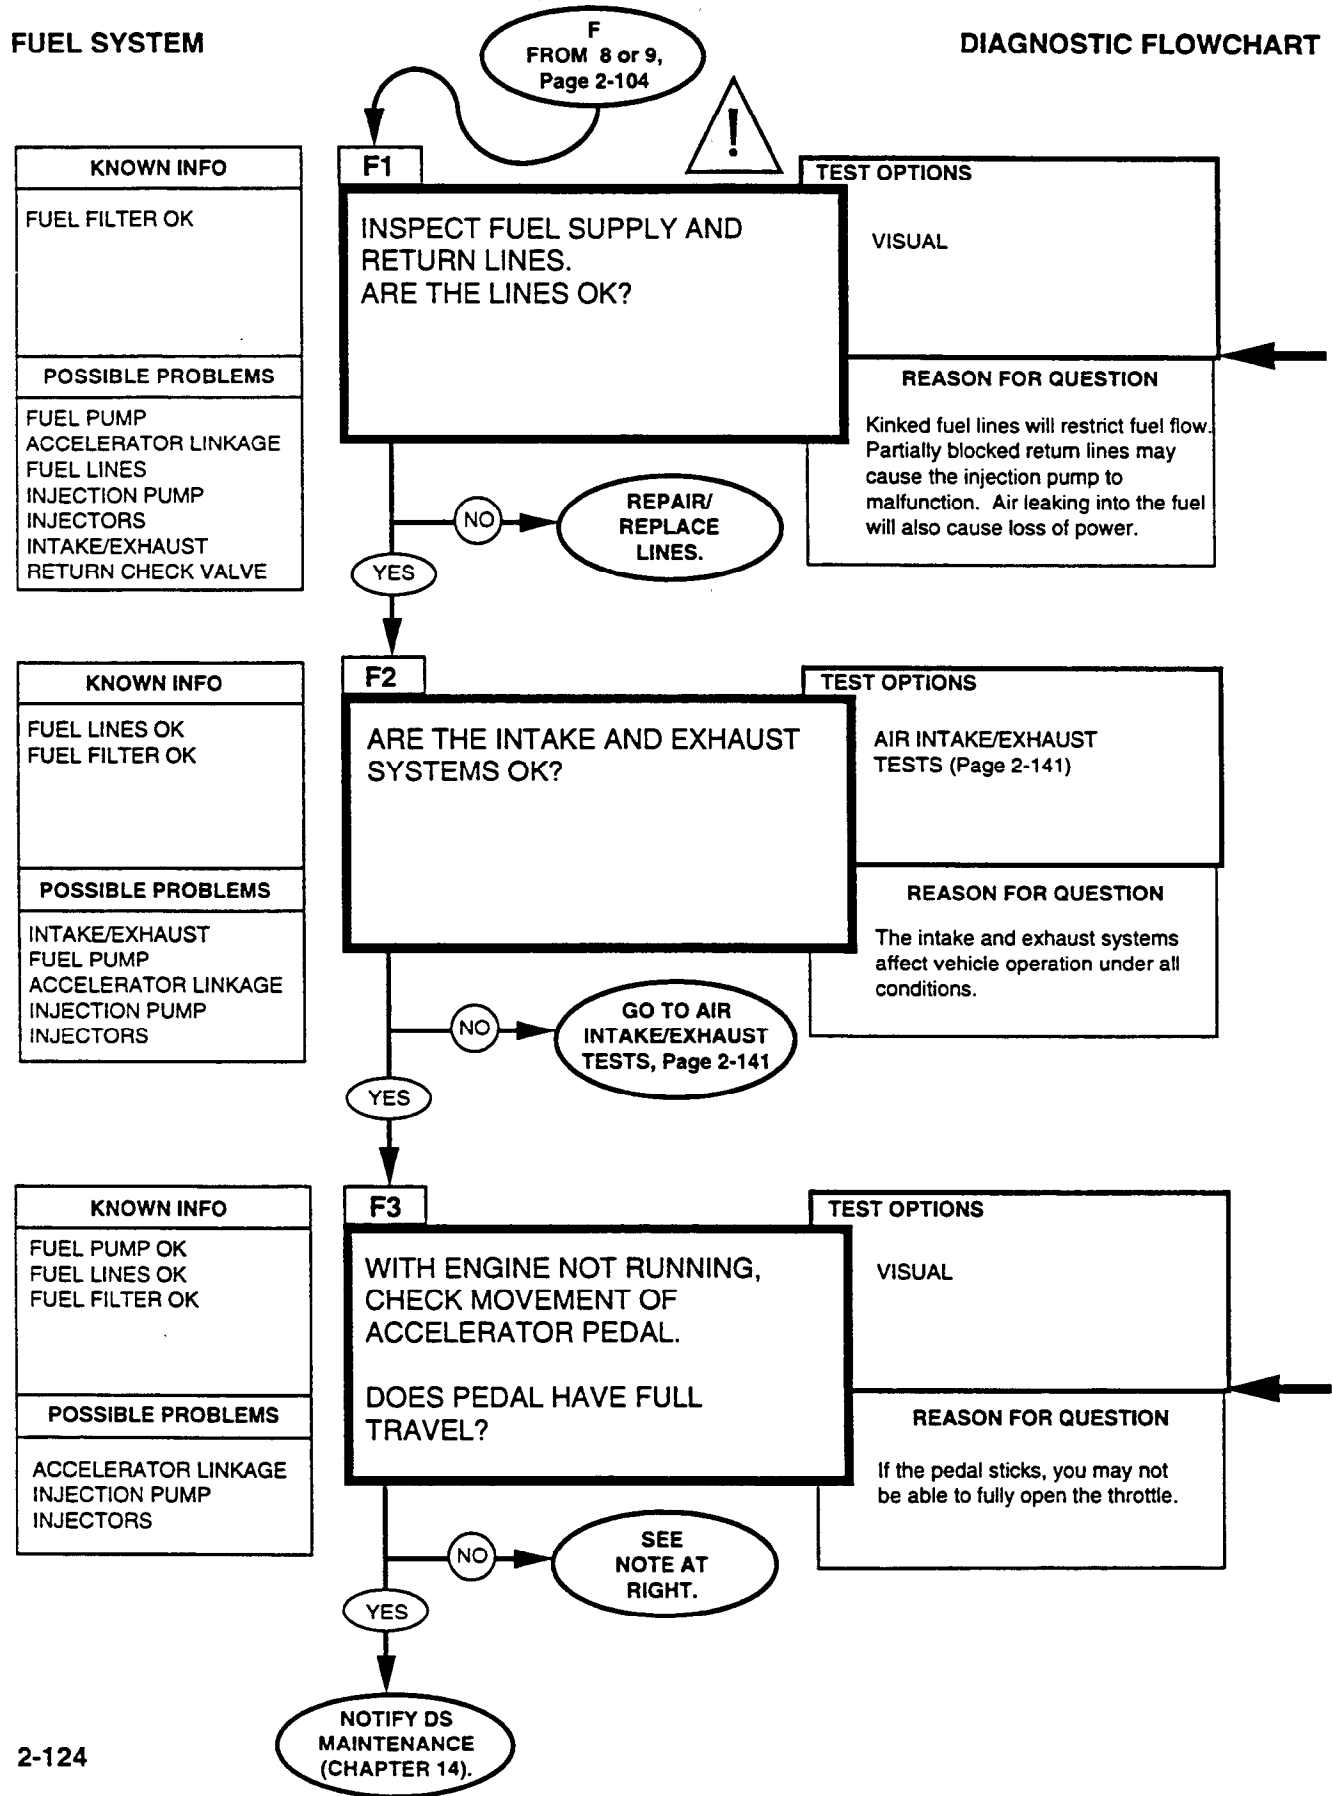 FUEL SYSTEM
DIAGNOSTIC FLOWCHART
F
FROM 8 or 9,
Page 2-104
!
KNOWN INFO
FUEL FILTER OK
POSSIBLE PROBLEMS
FUEL PUMP
ACCELERATOR LINKAGE
FUEL LINES
INJECTION PUMP
INJECTORS
INTAKE/EXHAUST
RETURN CHECK VALVE
F1
INSPECT FUEL SUPPLY AND
RETURN LINES.
ARE THE LINES OK?
TEST OPTIONS
VISUAL
REASON FOR QUESTION
Kinked fuel lines will restrict fuel flow.
Partially blocked return lines may
cause the injection pump to
malfunction. Air leaking into the fuel
will also cause loss of power.
NO
REPAIR/
REPLACE
LINES.
YES
KNOWN INFO
FUEL LINES OK
FUEL FILTER OK
POSSIBLE PROBLEMS
INTAKE/EXHAUST
FUEL PUMP
ACCELERATOR LINKAGE
INJECTION PUMP
INJECTORS
F2
ARE THE INTAKE AND EXHAUST
SYSTEMS OK?
TEST OPTIONS
AIR INTAKE/EXHAUST
TESTS (Page 2-141)
REASON FOR QUESTION
The intake and exhaust systems
affect vehicle operation under all
conditions.
NO
GO TO AIR
INTAKE/EXHAUST
TESTS, Page 2-141
YES
KNOWN INFO
FUEL PUMP OK
FUEL LINES OK
FUEL FILTER OK
POSSIBLE PROBLEMS
ACCELERATOR LINKAGE
INJECTION PUMP
INJECTORS
F3
WITH ENGINE NOT RUNNING,
CHECK MOVEMENT OF
ACCELERATOR PEDAL.
DOES PEDAL HAVE FULL
TRAVEL?
TEST OPTIONS
VISUAL
REASON FOR QUESTION
If the pedal sticks, you may not
be able to fully open the throttle.
NO
SEE
NOTE AT
RIGHT.
YES
NOTIFY DS
MAINTENANCE
(CHAPTER 14).
2-124